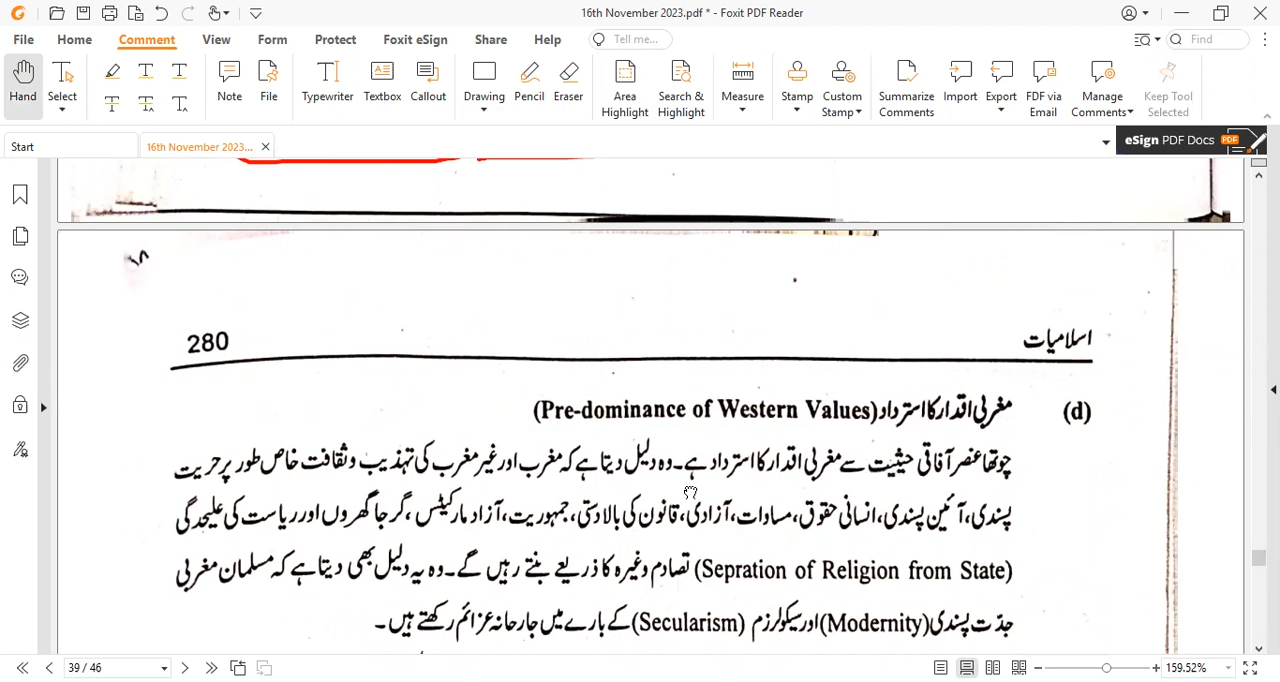 16th November 2023.pdf * - Foxit PDF Reader
File Home Comment View Form Protect Foxit eSign Share Help Tell me... Find
Hand Select Note File Typewriter Textbox Callout Drawing Pencil Eraser Area Highlight Search & Highlight Measure Stamp Custom Stamp Summarize Comments Import Export FDF via Email Manage Comments Keep Tool Selected
Start 16th November 2023... eSign PDF Docs PDF
۱۸
280 اسلامیات
(d) مغربی اقدار کا استرداد (Pre-dominance of Western Values)
چوتھا عنصر آفاقی حیثیت سے مغربی اقدار کا استرداد ہے۔ وہ دلیل دیتا ہے کہ مغرب اور غیر مغرب کی تہذیب و ثقافت خاص طور پر حریت
پسندی، آئین پسندی، انسانی حقوق، مساوات، آزادی، قانون کی بالادستی، جمہوریت، آزاد مارکیٹس، گرجا گھروں اور ریاست کی علیحدگی
(Sepration of Religion from State) تصادم وغیرہ کا ذریعے بنتے رہیں گے۔ وہ یہ دلیل بھی دیتا ہے کہ مسلمان مغربی
جدّت پسندی (Modernity) اور سیکولرزم (Secularism) کے بارے میں جارحانہ عزائم رکھتے ہیں۔
39 / 46 159.52%